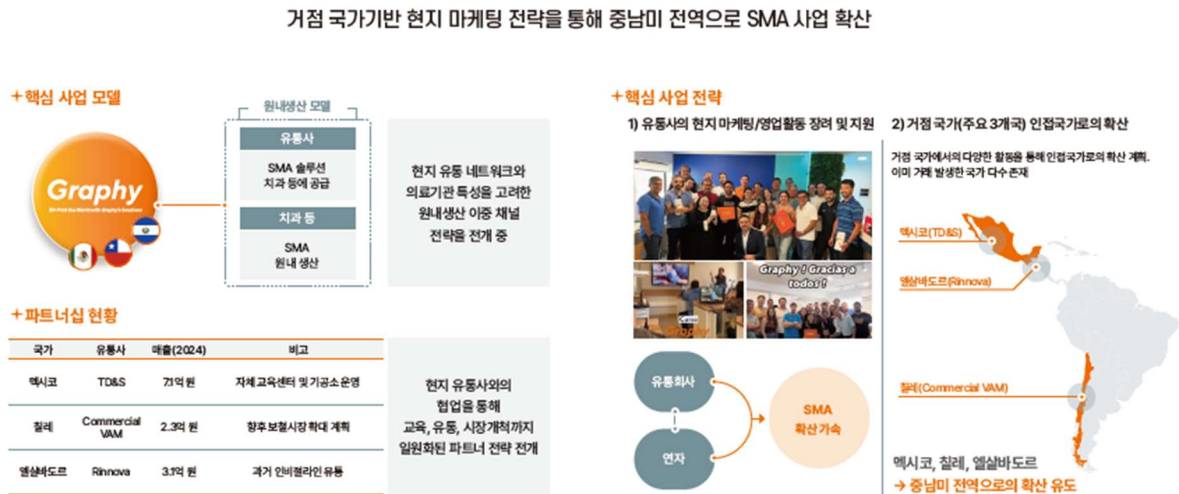 거점 국가기반 현지 마케팅 전략을 통해 중남미 전역으로 SMA 사업 확산
+핵심 사업 모델
원내생산 모델
유통사
SMA 솔루션
치과 등에 공급
치과 등
SMA
원내 생산
Graphy
현지 유통 네트워크와
의료기관 특성을 고려한
원내생산 이중 채널
전략을 전개 중
+파트너십 현황
국가 유통사 매출(2024) 비고
멕시코 TD&S 7.1억 원 자체 교육센터 및 기공소 운영
칠레 Commercial VAM 2.3억 원 향후 보철시장 확대 계획
엘살바도르 Rinnova 3.1억 원 과거 인비절라인 유통
현지 유통사와의
협업을 통해
교육, 유통, 시장개척까지
일원화된 파트너 전략 전개
+핵심 사업 전략
1) 유통사의 현지 마케팅/영업활동 장려 및 지원
Graphy ! Gracias a
todos !
Graphy
유통회사
연자
SMA
확산 가속
2) 거점 국가(주요 3개국) 인접국가로의 확산
거점 국가에서의 다양한 활동을 통해 인접국가로의 확산 계획.
이미 거래 발생한 국가 다수 존재
멕시코(TD&S)
엘살바도르(Rinnova)
칠레(Commercial VAM)
멕시코, 칠레, 엘살바도르
→ 중남미 전역으로의 확산 유도